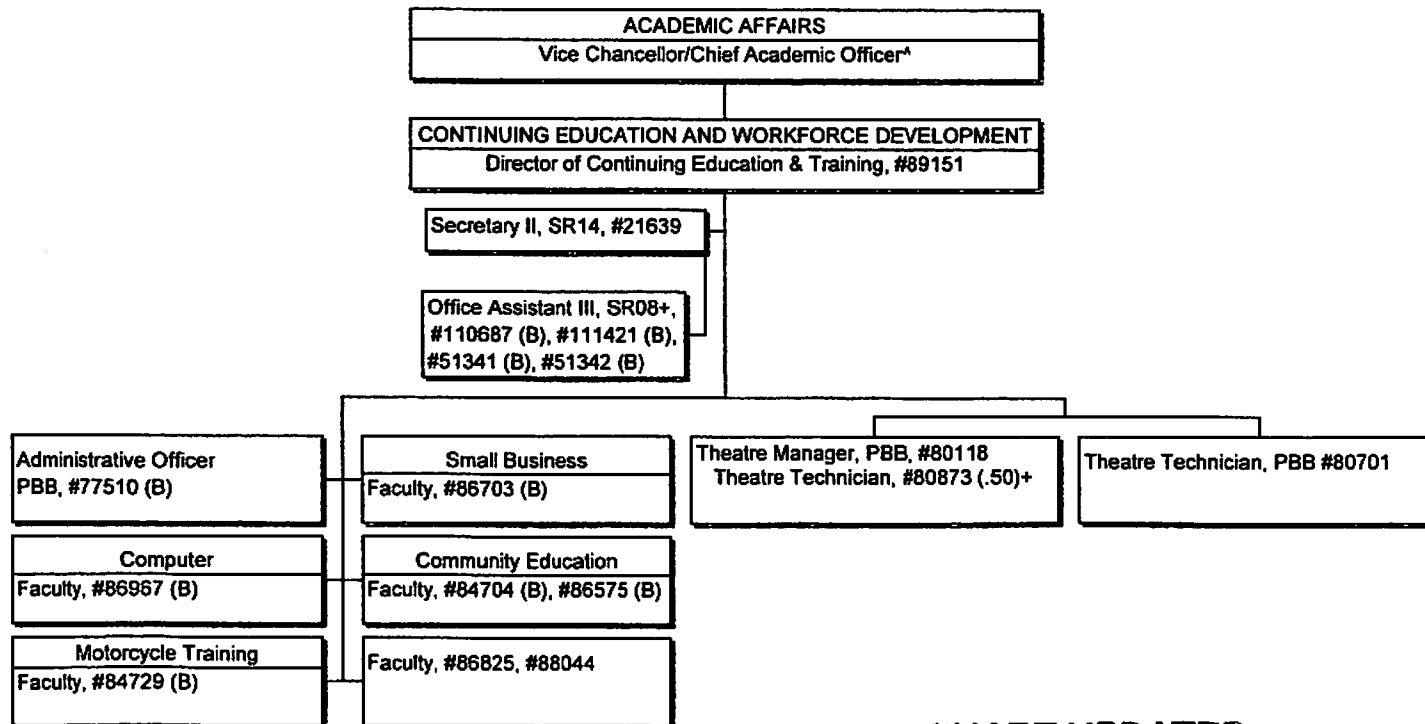 ACADEMIC AFFAIRS
Vice Chancellor/Chief Academic Officer^
CONTINUING EDUCATION AND WORKFORCE DEVELOPMENT
Director of Continuing Education & Training, #89151
Secretary II, SR14, #21639
Office Assistant III, SR08+,
#110687 (B), #111421 (B),
#51341 (B), #51342 (B)
Administrative Officer
PBB, #77510 (B)
Small Business
Faculty, #86703 (B)
Theatre Manager, PBB, #80118
Theatre Technician, #80873 (.50)+
Theatre Technician, PBB #80701
Computer
Faculty, #86967 (B)
Community Education
Faculty, #84704 (B), #86575 (B)
Motorcycle Training
Faculty, #84729 (B)
Faculty, #86825, #88044